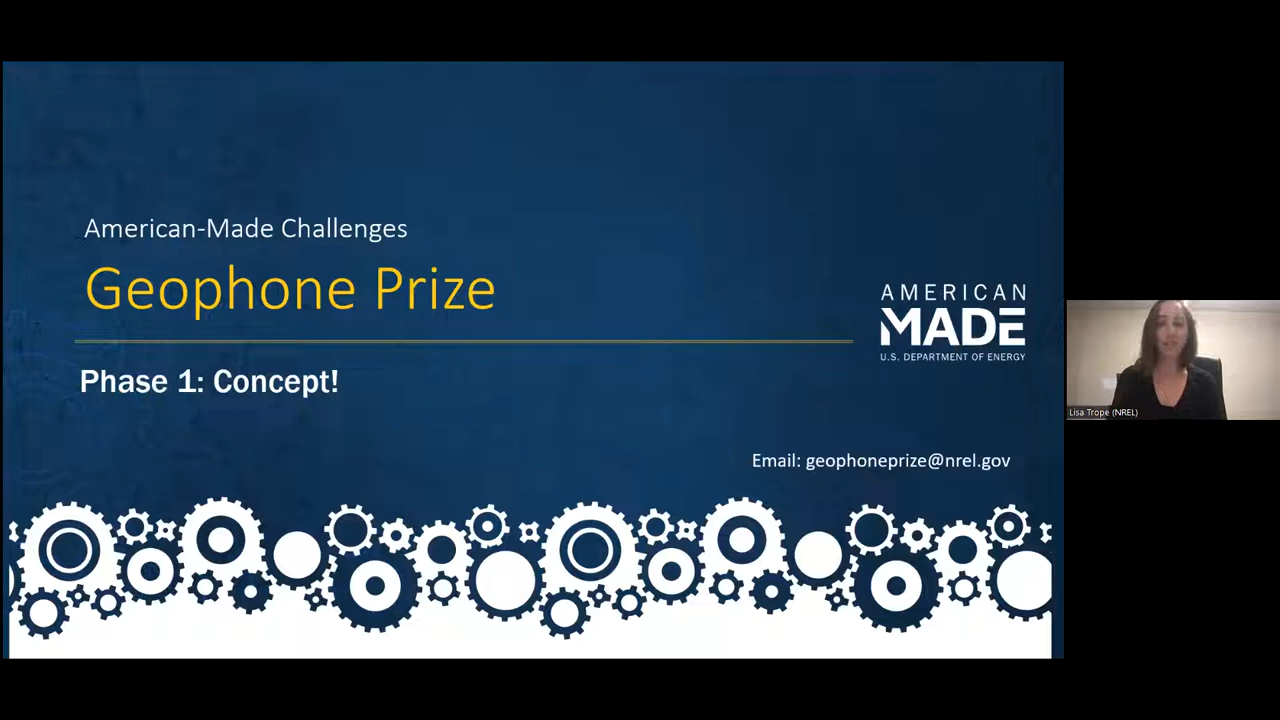 American-Made Challenges
Geophone Prize
Phase 1: Concept!
AMERICAN
MADE
U.S. DEPARTMENT OF ENERGY
Email: geophoneprize@nrel.gov
Lisa Trope (NREL)